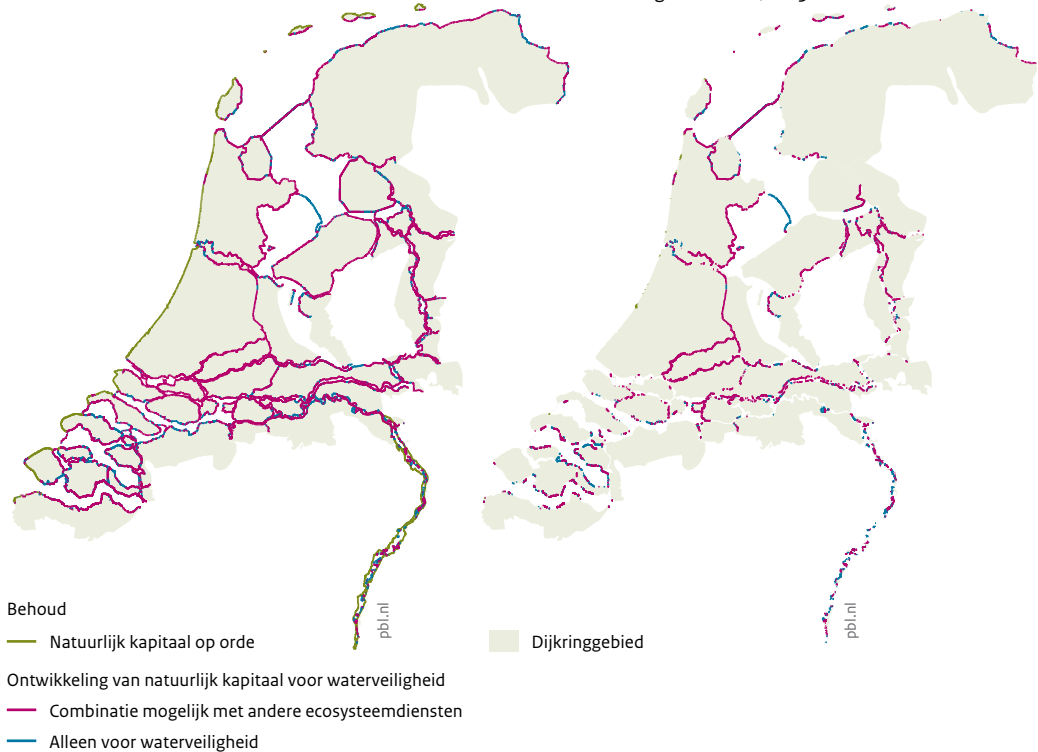 Behoud
Natuurlijk kapitaal op orde
Ontwikkeling van natuurlijk kapitaal voor waterveiligheid
Combinatie mogelijk met andere ecosysteemdiensten
Alleen voor waterveiligheid
pbl.nl
Dijkringgebied
pbl.nl